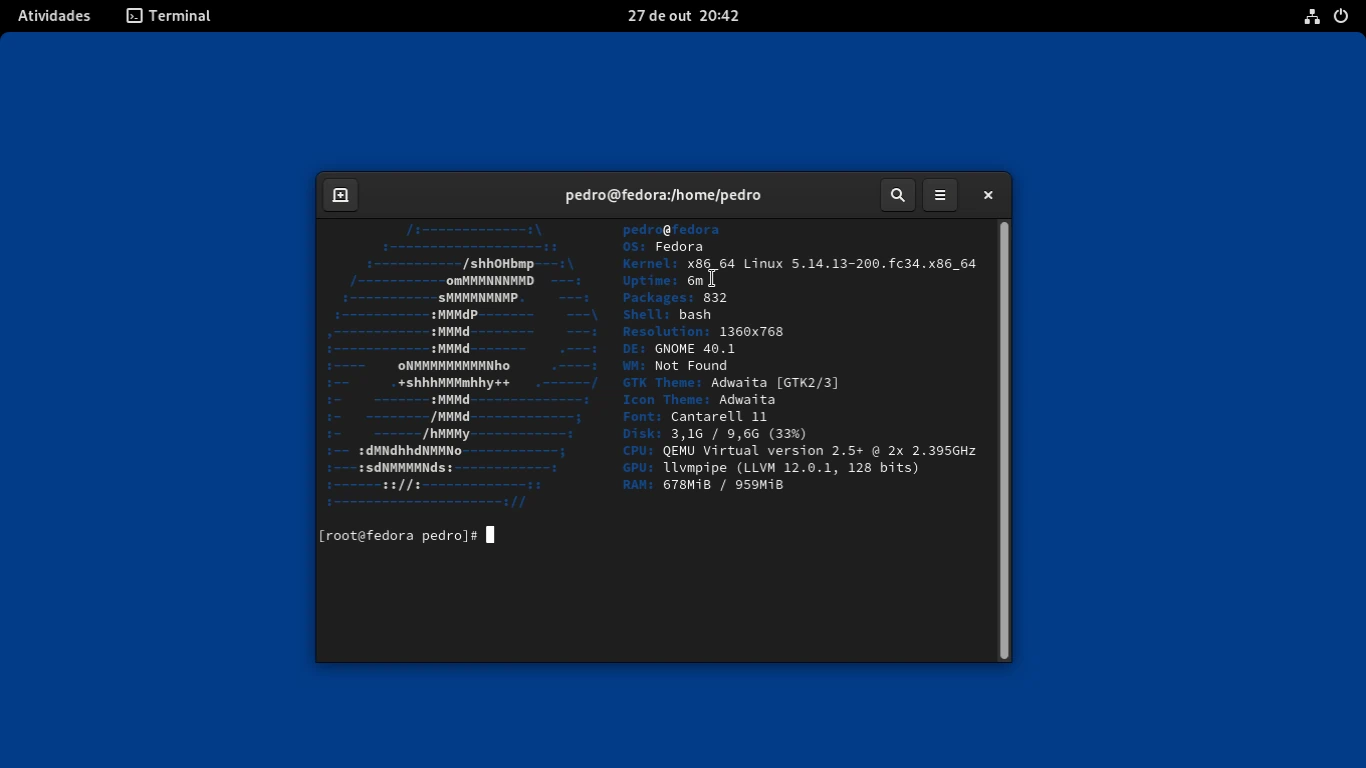 Atividades Terminal 27 de out 20:42
pedro@fedora:/home/pedro
/:-------------:\ pedro@fedora
:-------------------:: OS: Fedora
:-----------/shhOHbmp---:\ Kernel: x86_64 Linux 5.14.13-200.fc34.x86_64
/-----------omMMMNNNMMD ---: Uptime: 6m
:-----------sMMMMNMNMP. ---: Packages: 832
:-----------:MMMdP------- ---\ Shell: bash
,------------:MMMd-------- ---: Resolution: 1360x768
:------------:MMMd------- .---: DE: GNOME 40.1
:---- oNMMMMMMMMMNho .----: WM: Not Found
:-- .+shhhMMMmhhy++ .------/ GTK Theme: Adwaita [GTK2/3]
:- -------:MMMd--------------: Icon Theme: Adwaita
:- --------/MMMd-------------; Font: Cantarell 11
:- ------/hMMMy------------: Disk: 3,1G / 9,6G (33%)
:-- :dMNdhhdNMMNo------------; CPU: QEMU Virtual version 2.5+ @ 2x 2.395GHz
:---:sdNMMMMNds:------------: GPU: llvmpipe (LLVM 12.0.1, 128 bits)
:------:://:-------------:: RAM: 678MiB / 959MiB
:---------------------://
[root@fedora pedro]#